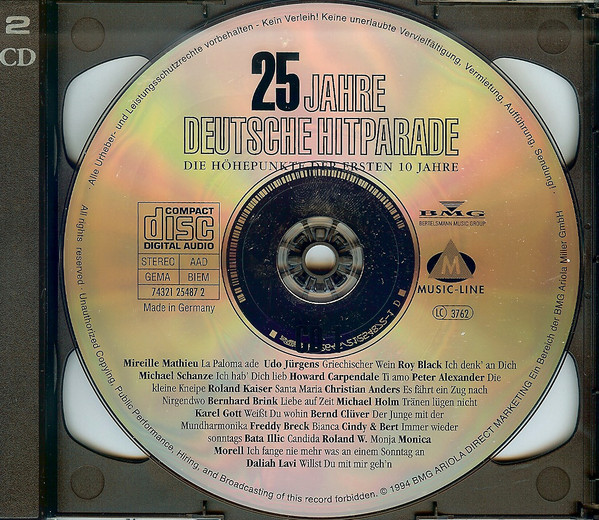 2
CD
· Alle Urheber- und Leistungsschutzrechte vorbehalten - Kein Verleih! Keine unerlaubte Vervielfältigung, Vermietung, Aufführung, Sendung! ·
25 JAHRE
DEUTSCHE HITPARADE
DIE HÖHEPUNKTE DER ERSTEN 10 JAHRE
COMPACT
disc
DIGITAL AUDIO
STEREO AAD
GEMA BIEM
74321 25487 2
Made in Germany
BMG
BERTELSMANN MUSIC GROUP
M
MUSIC-LINE
LC 3762
Mireille Mathieu La Paloma ade Udo Jürgens Griechischer Wein Roy Black Ich denk' an Dich
Michael Schanze Ich hab' Dich lieb Howard Carpendale Ti amo Peter Alexander Die
kleine Kneipe Roland Kaiser Santa Maria Christian Anders Es fährt ein Zug nach
Nirgendwo Bernhard Brink Liebe auf Zeit Michael Holm Tränen lügen nicht
Karel Gott Weißt Du wohin Bernd Clüver Der Junge mit der
Mundharmonika Freddy Breck Bianca Cindy & Bert Immer wieder
sonntags Bata Illic Candida Roland W. Monja Monica
Morell Ich fange nie mehr was an einem Sonntag an
Daliah Lavi Willst Du mit mir geh'n
All rights reserved · Unauthorized Copying, Public Performance, Hiring, and Broadcasting of this record forbidden. © 1994 BMG ARIOLA DIRECT MARKETING Ein Bereich der BMG Ariola Miller GmbH